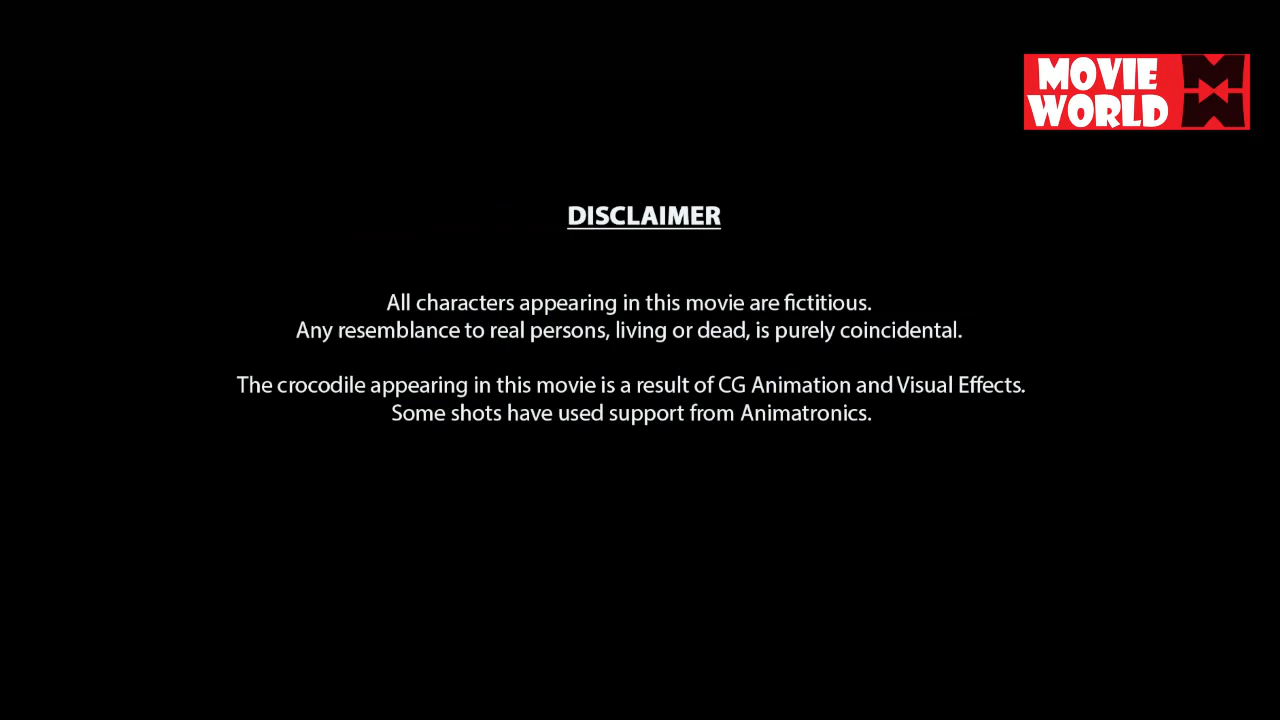 MOVIE
WORLD
DISCLAIMER
All characters appearing in this movie are fictitious.
Any resemblance to real persons, living or dead, is purely coincidental.
The crocodile appearing in this movie is a result of CG Animation and Visual Effects.
Some shots have used support from Animatronics.